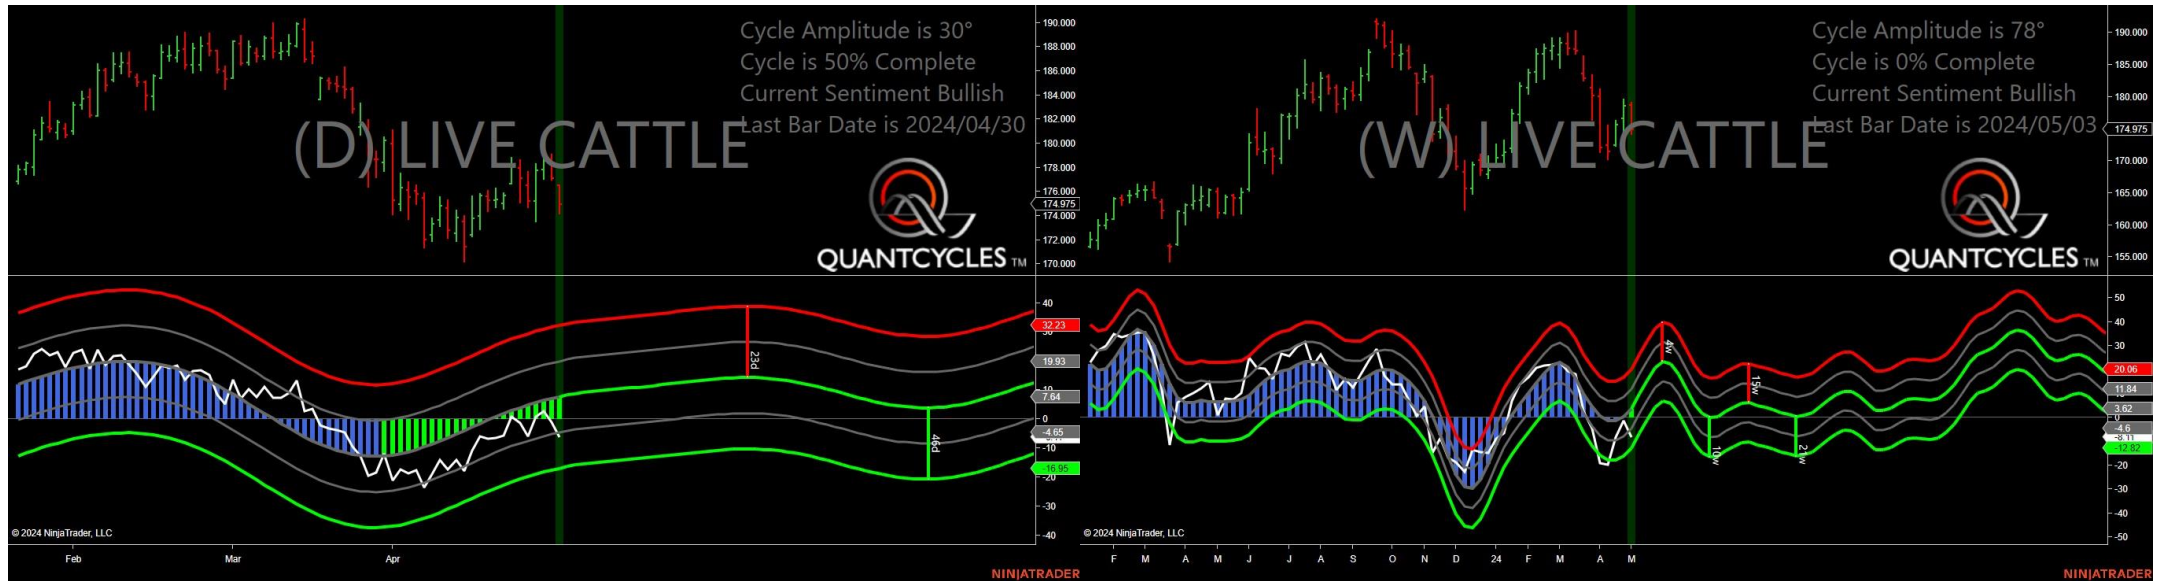 Cycle Amplitude is 30°
Cycle is 50% Complete
Current Sentiment Bullish
Last Bar Date is 2024/04/30
(D) LIVE CATTLE
QUANTCYCLES TM
190.000
188.000
186.000
184.000
182.000
180.000
178.000
176.000
174.975
174.000
172.000
170.000
40
32.23
19.93
7.64
0
-4.65
-10
-16.95
-20
-30
-40
23d
46d
© 2024 NinjaTrader, LLC
Feb Mar Apr
NINJATRADER
Cycle Amplitude is 78°
Cycle is 0% Complete
Current Sentiment Bullish
Last Bar Date is 2024/05/03
(W) LIVE CATTLE
QUANTCYCLES TM
190.000
185.000
180.000
174.975
170.000
165.000
160.000
155.000
50
40
30
20.06
11.84
3.62
0
-4.6
-8.11
-12.82
-20
-30
-40
-50
4w
15w
10w
21w
© 2024 NinjaTrader, LLC
F M A M J J A S O N D 24 F M A M
NINJATRADER